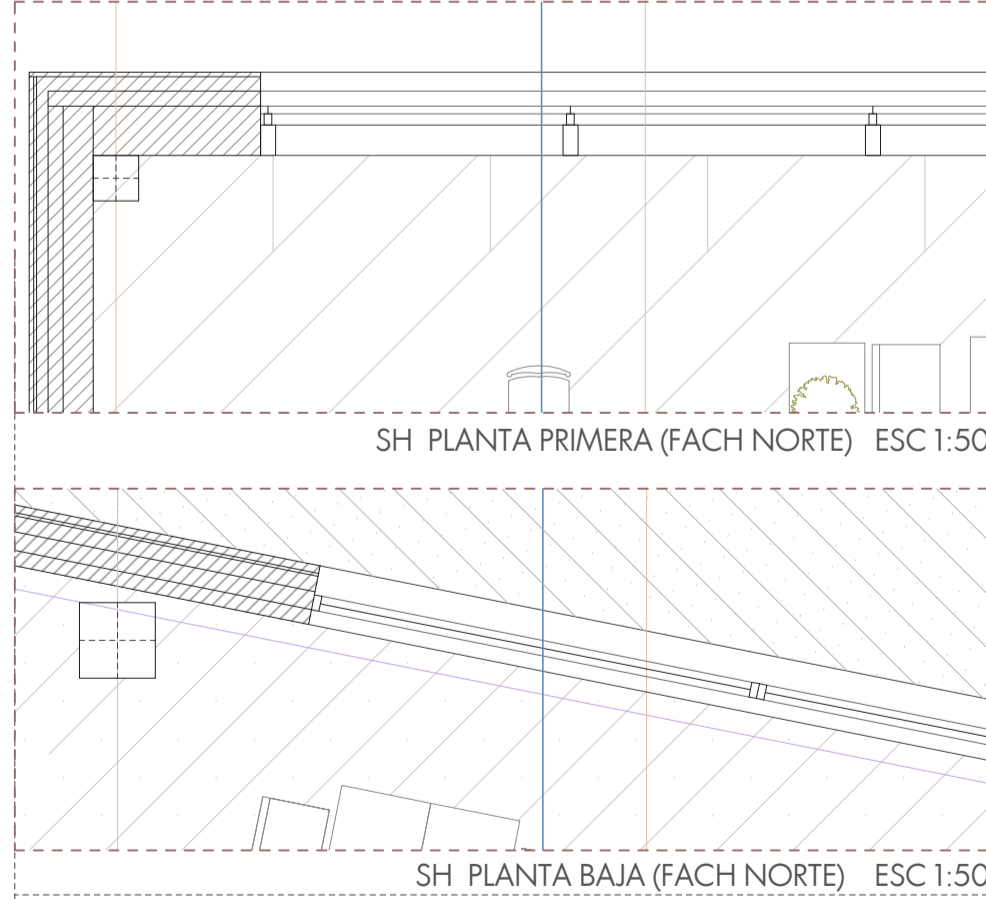 SH PLANTA PRIMERA (FACH NORTE) ESC 1:50
SH PLANTA BAJA (FACH NORTE) ESC 1:50